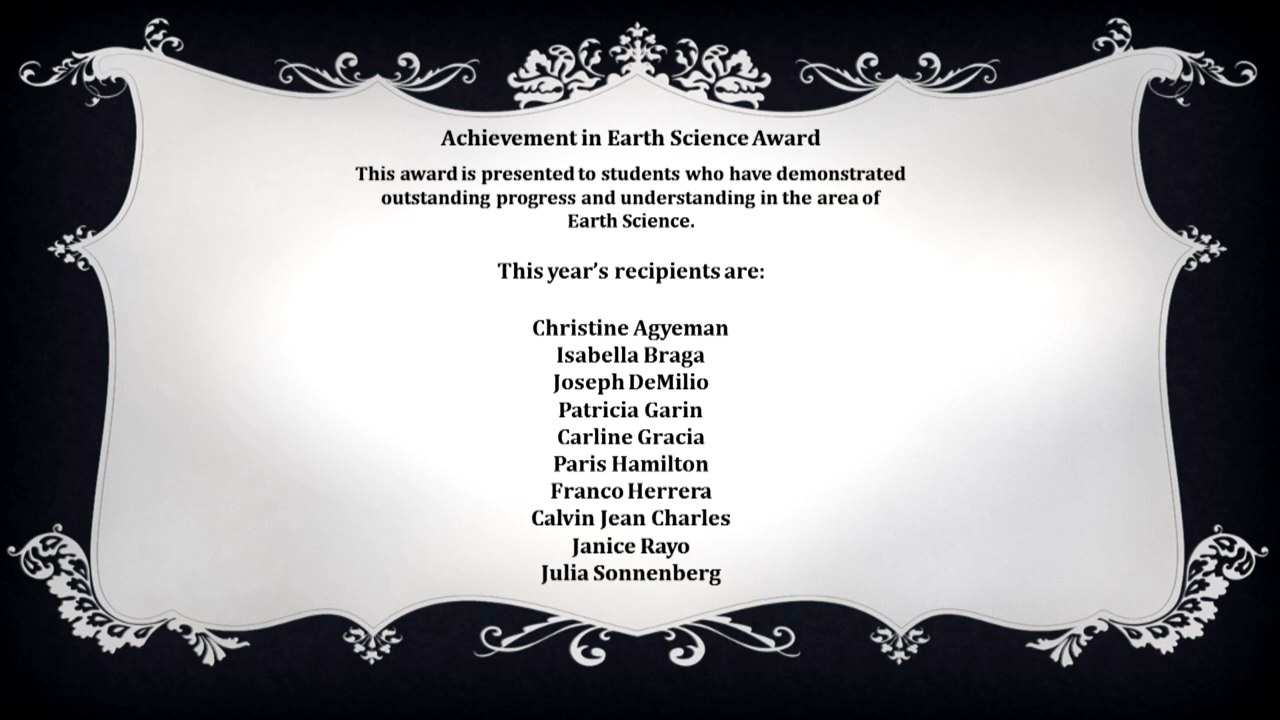 Achievement in Earth Science Award
This award is presented to students who have demonstrated
outstanding progress and understanding in the area of
Earth Science.
This year’s recipients are:
Christine Agyeman
Isabella Braga
Joseph DeMilio
Patricia Garin
Carline Gracia
Paris Hamilton
Franco Herrera
Calvin Jean Charles
Janice Rayo
Julia Sonnenberg